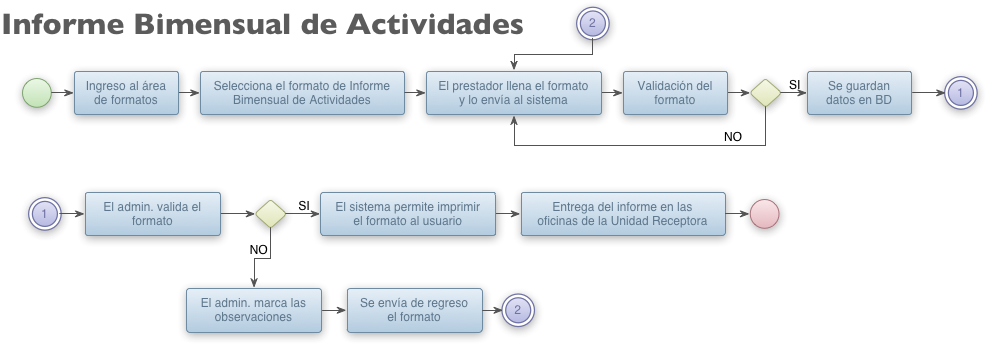 Informe Bimensual de Actividades
2
Ingreso al área
de formatos
Selecciona el formato de Informe
Bimensual de Actividades
El prestador llena el formato
y lo envía al sistema
Validación del
formato
SI
Se guardan
datos en BD
1
NO
1
El admin. valida el
formato
SI
El sistema permite imprimir
el formato al usuario
Entrega del informe en las
oficinas de la Unidad Receptora
NO
El admin. marca las
observaciones
Se envía de regreso
el formato
2